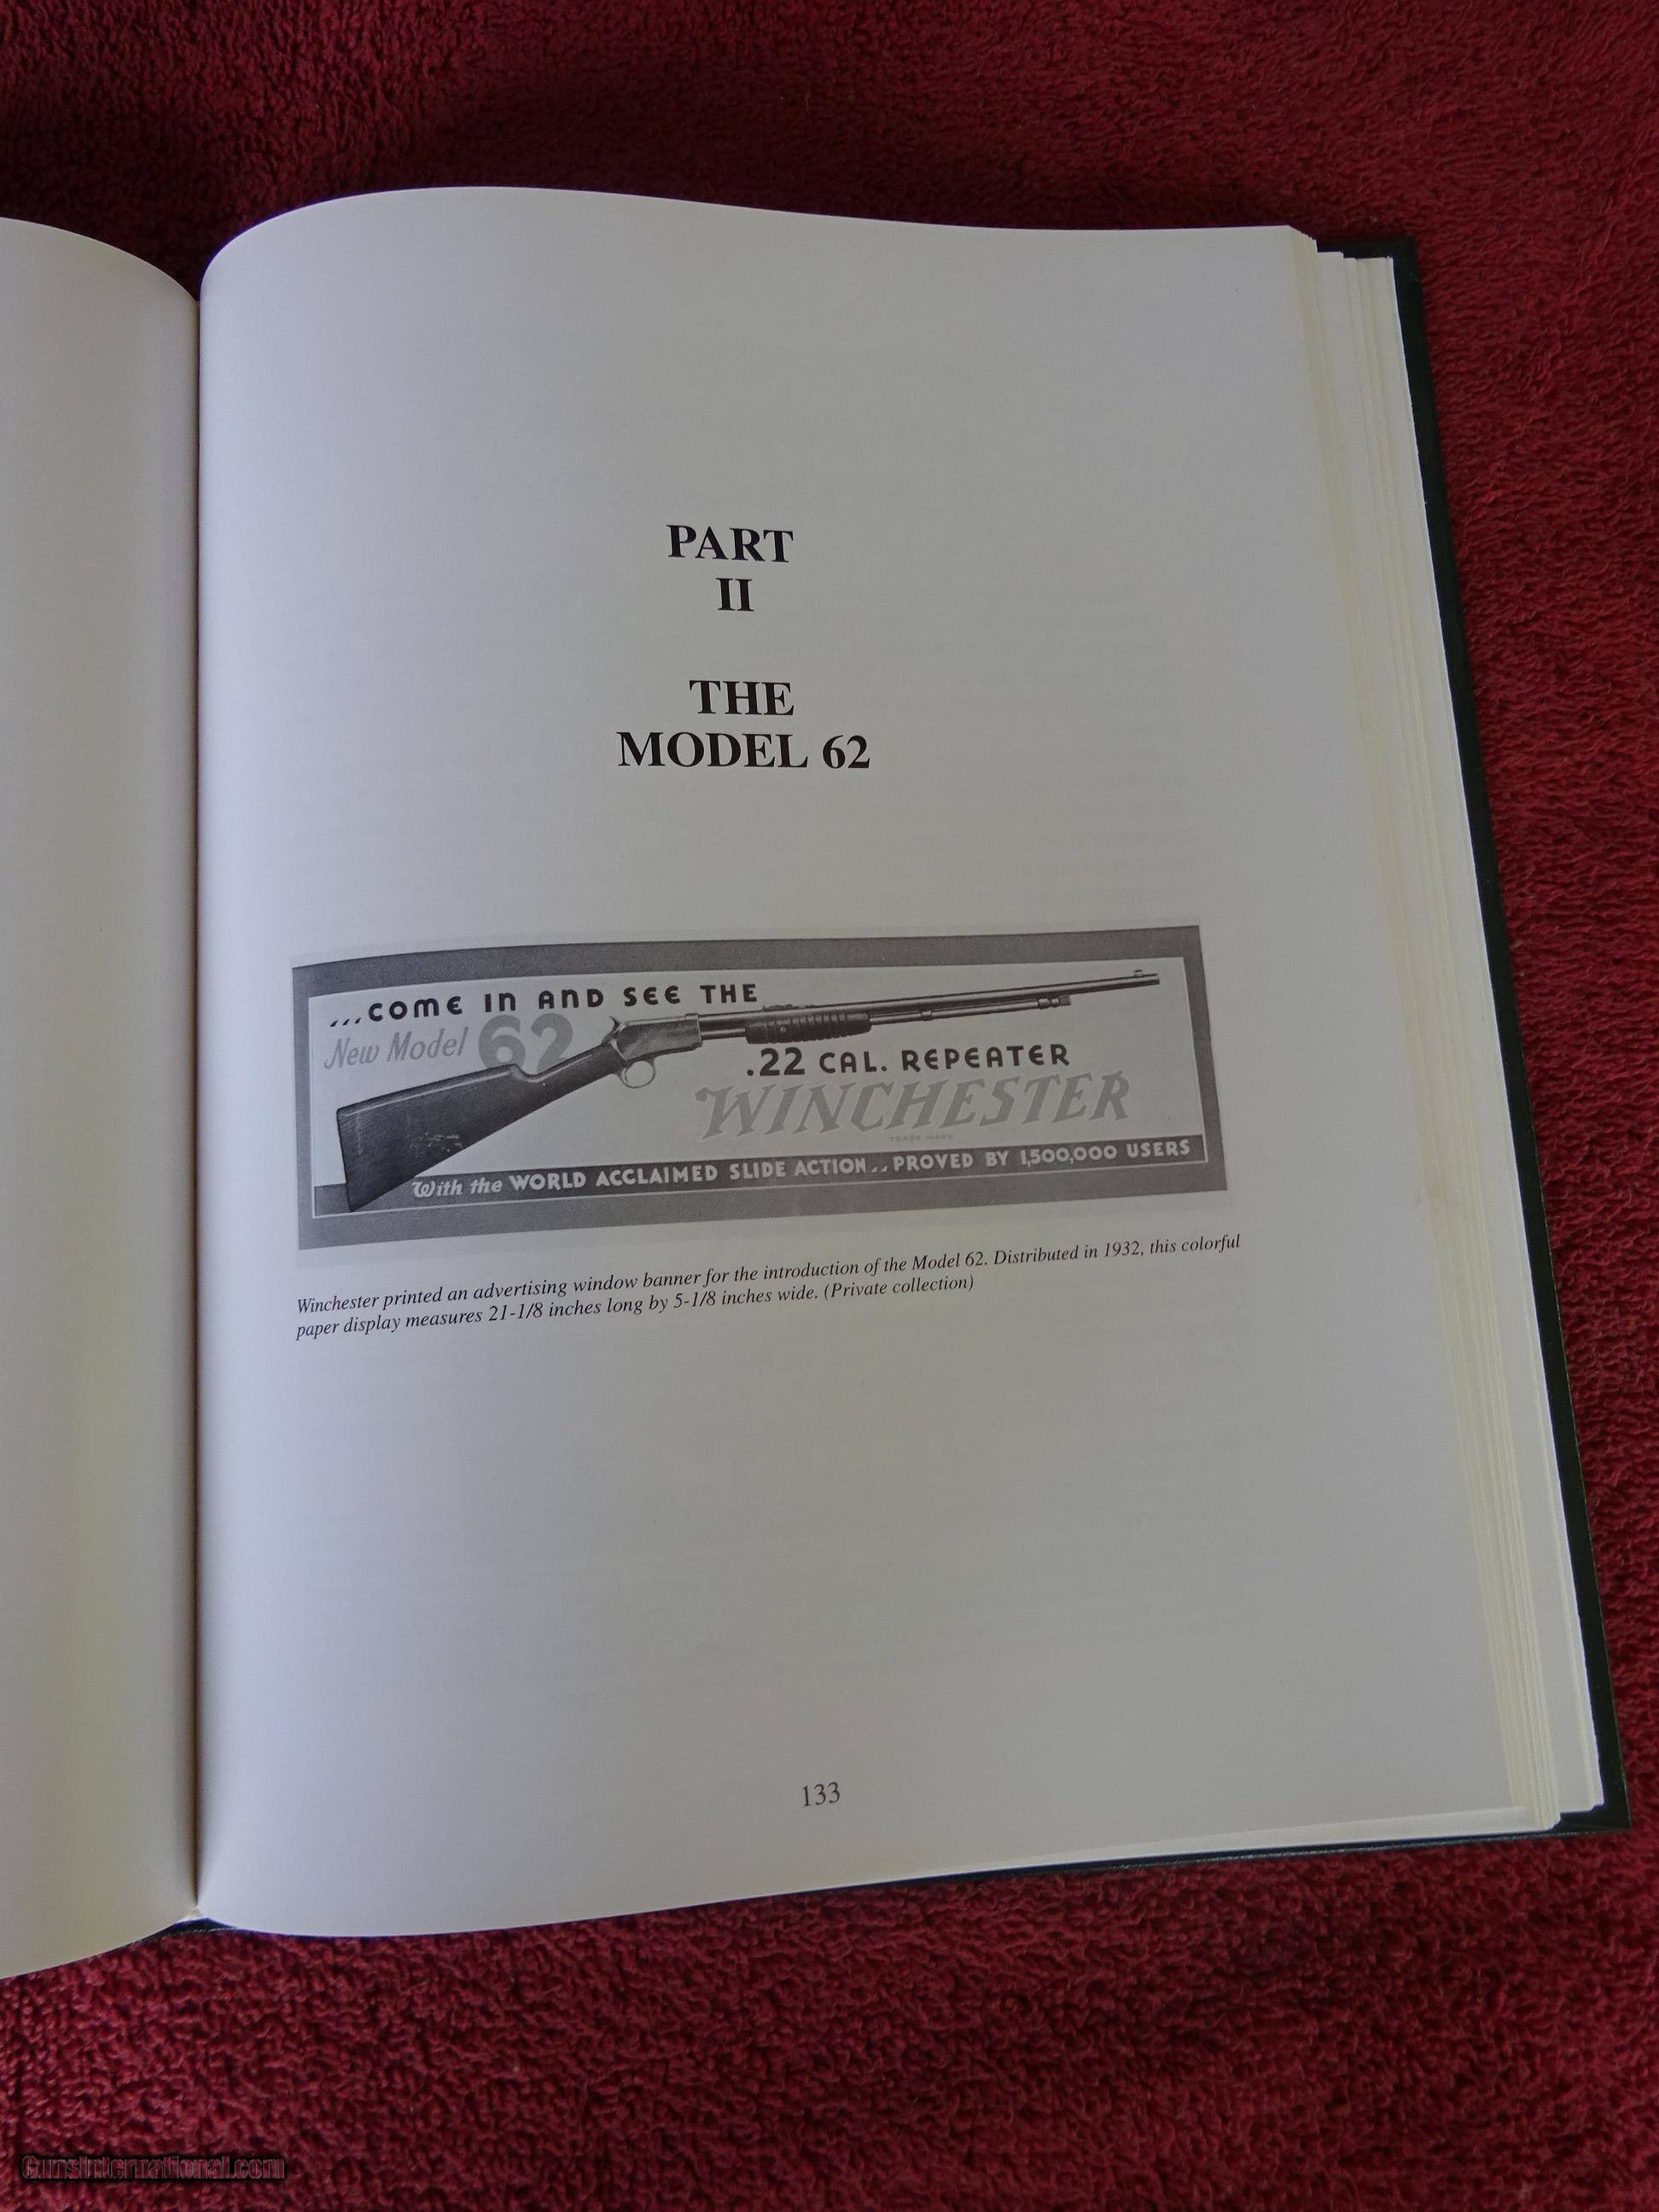 PART
II
THE
MODEL 62
...COME IN AND SEE THE
New Model 62
.22 CAL. REPEATER
WINCHESTER
TRADE MARK
With the WORLD ACCLAIMED SLIDE ACTION.. PROVED BY 1,500,000 USERS
Winchester printed an advertising window banner for the introduction of the Model 62. Distributed in 1932, this colorful
paper display measures 21-1/8 inches long by 5-1/8 inches wide. (Private collection)
133
GunsInternational.com